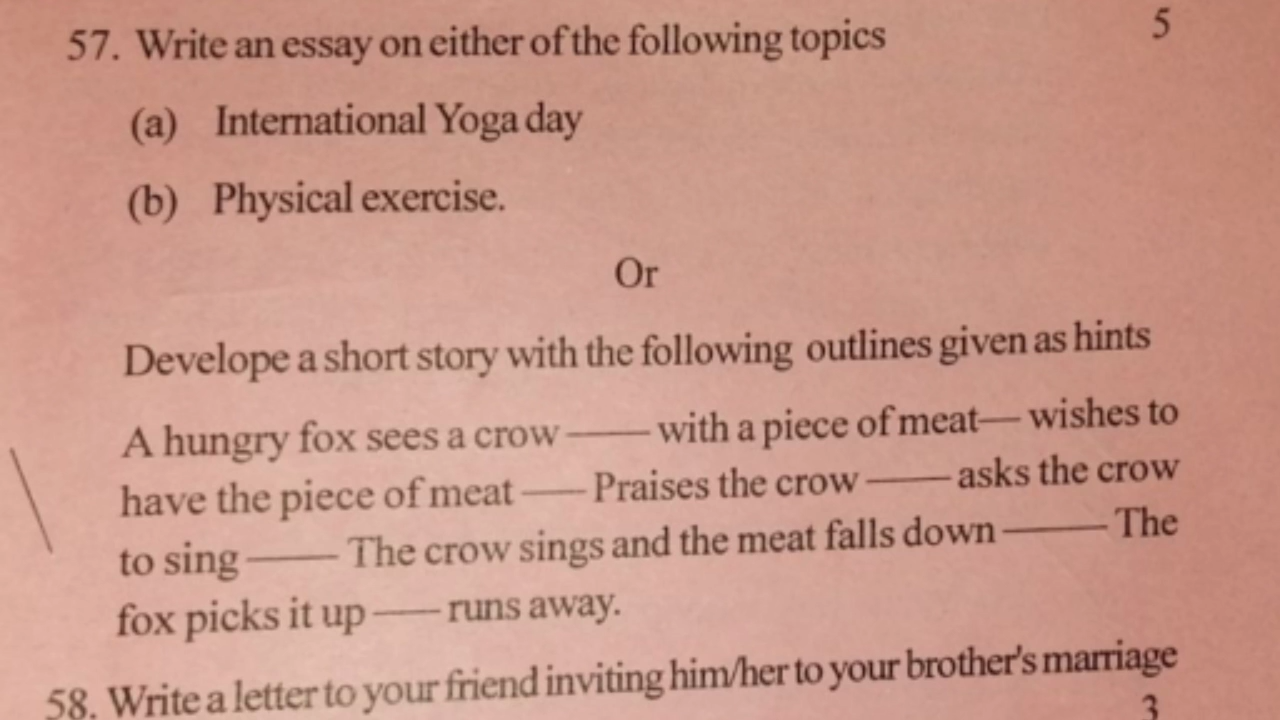 57. Write an essay on either of the following topics 5
(a) International Yoga day
(b) Physical exercise.
Or
Develope a short story with the following outlines given as hints
A hungry fox sees a crow —— with a piece of meat— wishes to
have the piece of meat —— Praises the crow —— asks the crow
to sing —— The crow sings and the meat falls down —— The
fox picks it up —— runs away.
58. Write a letter to your friend inviting him/her to your brother's marriage
3